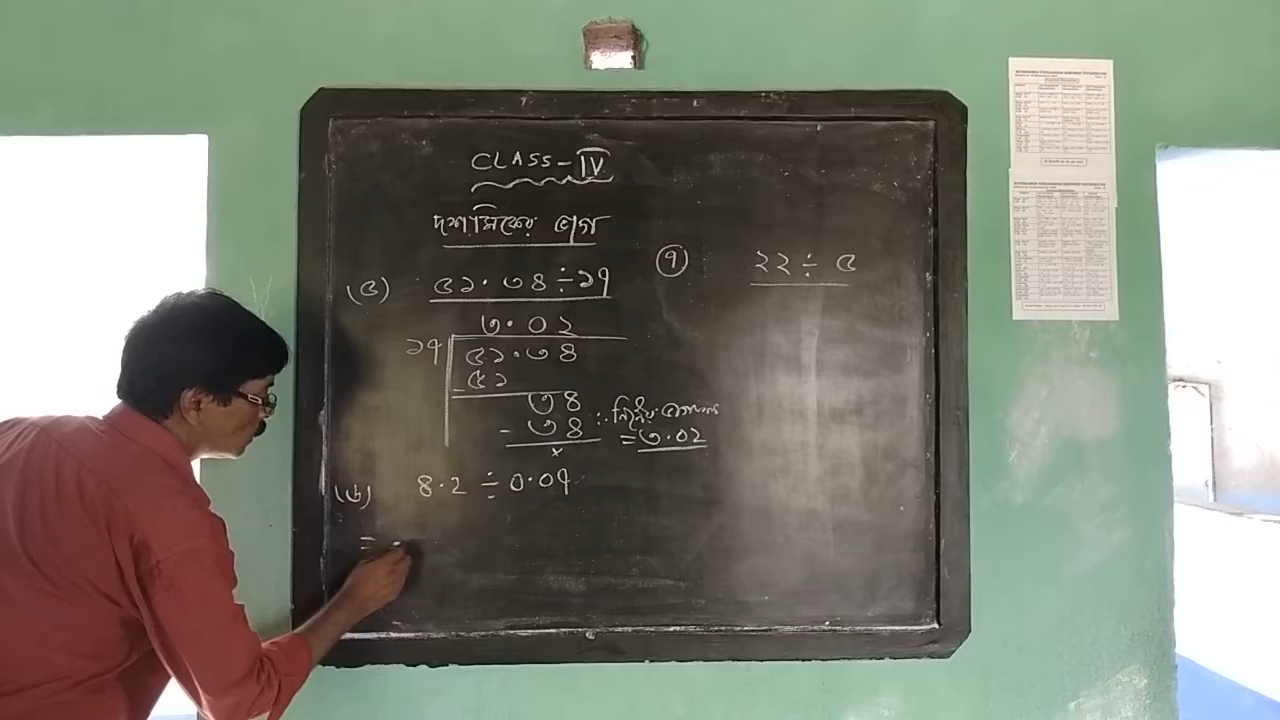 CLASS-IV
দশমিকের ভাগ
(৫) ৫১.৩৪÷১৭
৩.০২
১৭ ৫১.৩৪
-৫১
৩৪
- ৩৪
x
∴ নির্ণেয় ভাগফল
= ৩.০২
(৬) ৪.২ ÷ ০.০৭
=
৭ ২২ ÷ ৫